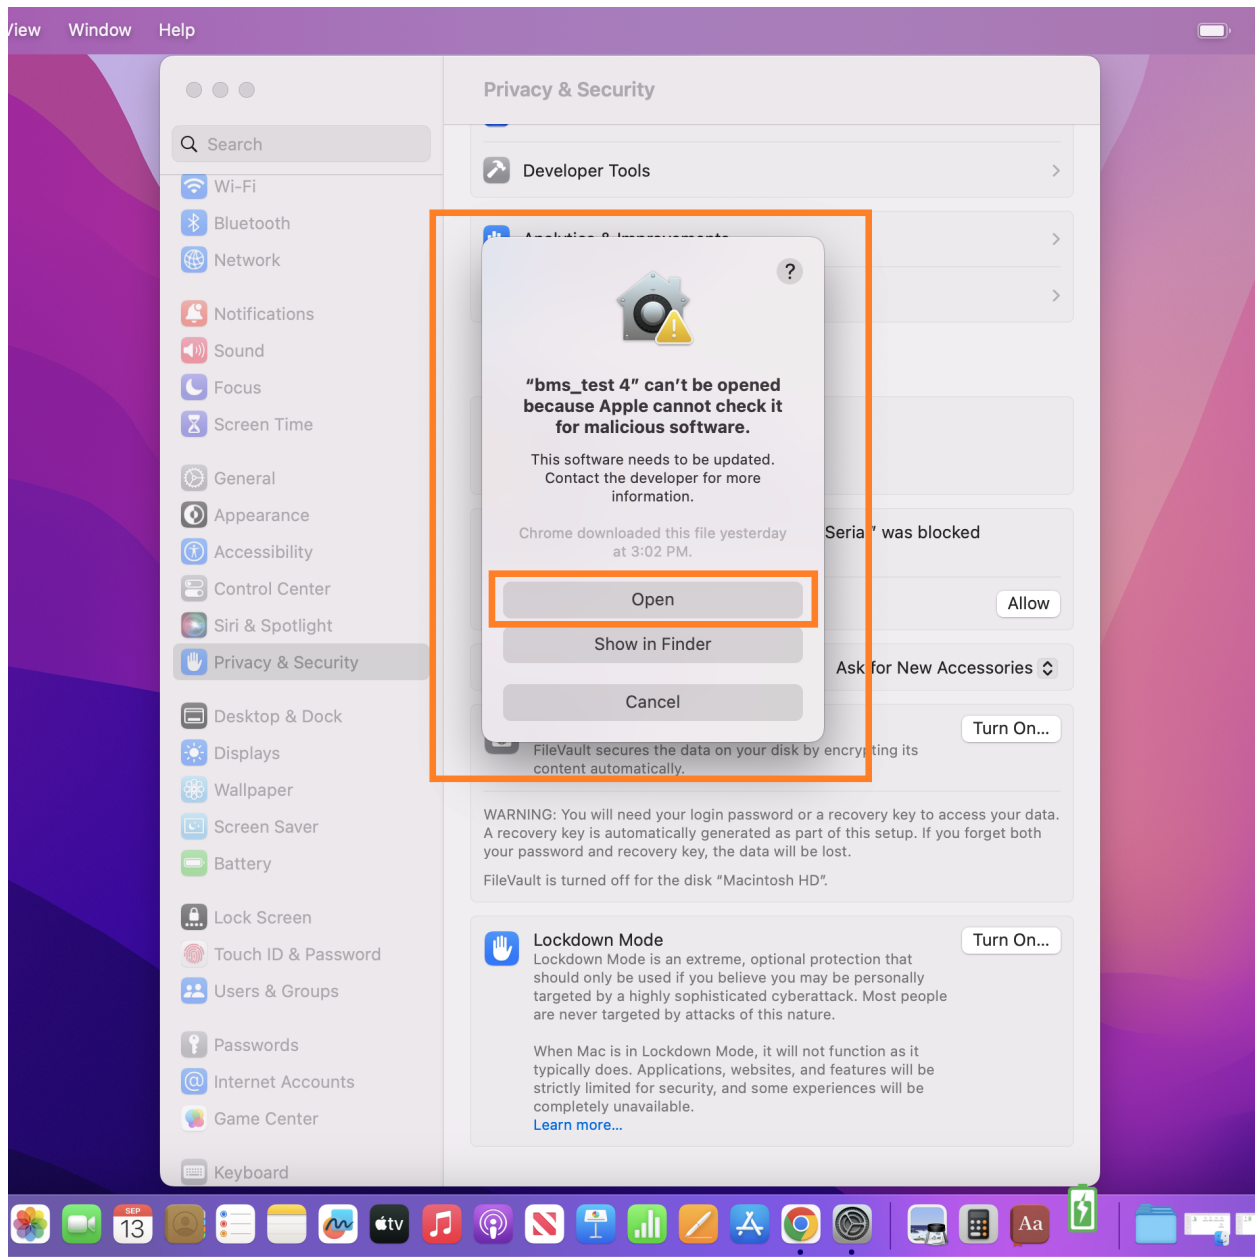 View Window Help
Privacy & Security
Search
Wi-Fi
Bluetooth
Network
Notifications
Sound
Focus
Screen Time
General
Appearance
Accessibility
Control Center
Siri & Spotlight
Privacy & Security
Desktop & Dock
Displays
Wallpaper
Screen Saver
Battery
Lock Screen
Touch ID & Password
Users & Groups
Passwords
Internet Accounts
Game Center
Keyboard
Developer Tools
Analytics & Improvements
?
“bms_test 4” can’t be opened
because Apple cannot check it
for malicious software.
This software needs to be updated.
Contact the developer for more
information.
Chrome downloaded this file yesterday
at 3:02 PM.
Open
Show in Finder
Cancel
” was blocked
Allow
Ask for New Accessories
Turn On...
FileVault secures the data on your disk by encrypting its
content automatically.
WARNING: You will need your login password or a recovery key to access your data.
A recovery key is automatically generated as part of this setup. If you forget both
your password and recovery key, the data will be lost.
FileVault is turned off for the disk “Macintosh HD”.
Lockdown Mode
Turn On...
Lockdown Mode is an extreme, optional protection that
should only be used if you believe you may be personally
targeted by a highly sophisticated cyberattack. Most people
are never targeted by attacks of this nature.
When Mac is in Lockdown Mode, it will not function as it
typically does. Applications, websites, and features will be
strictly limited for security, and some experiences will be
completely unavailable.
Learn more...
SEP
13
tv
Aa